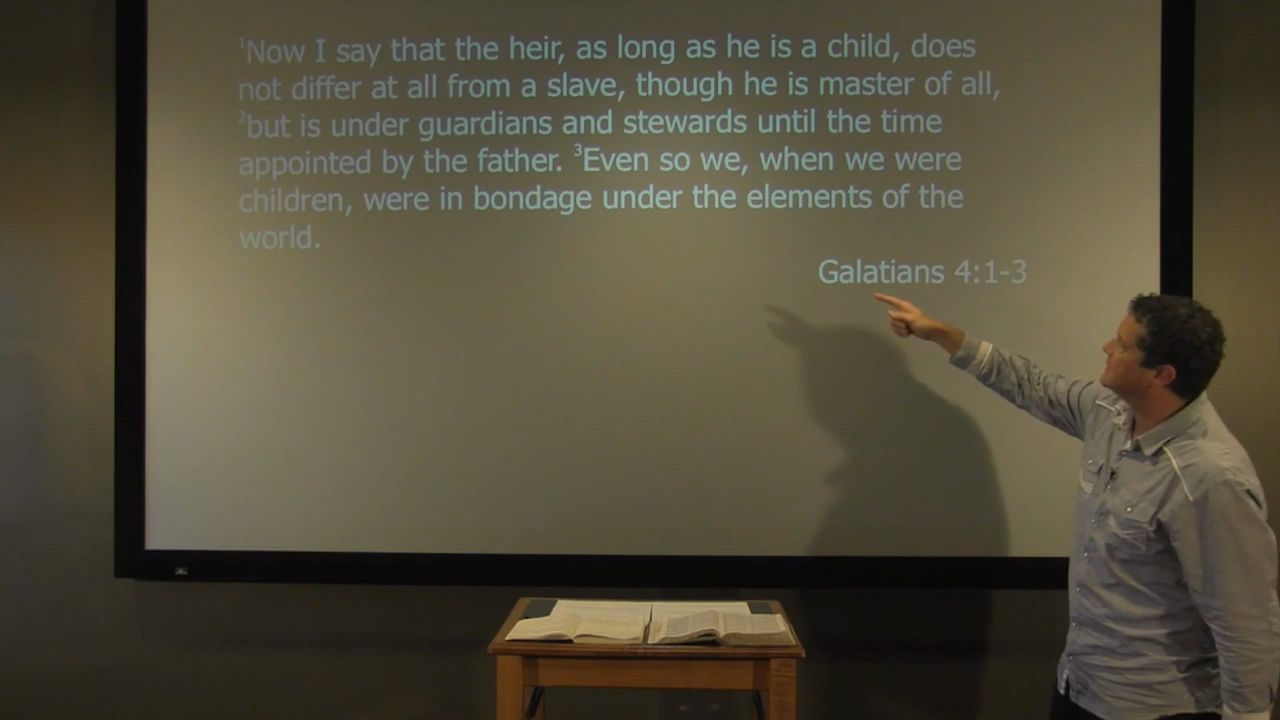 ¹Now I say that the heir, as long as he is a child, does
not differ at all from a slave, though he is master of all,
²but is under guardians and stewards until the time
appointed by the father. ³Even so we, when we were
children, were in bondage under the elements of the
world.
Galatians 4:1-3